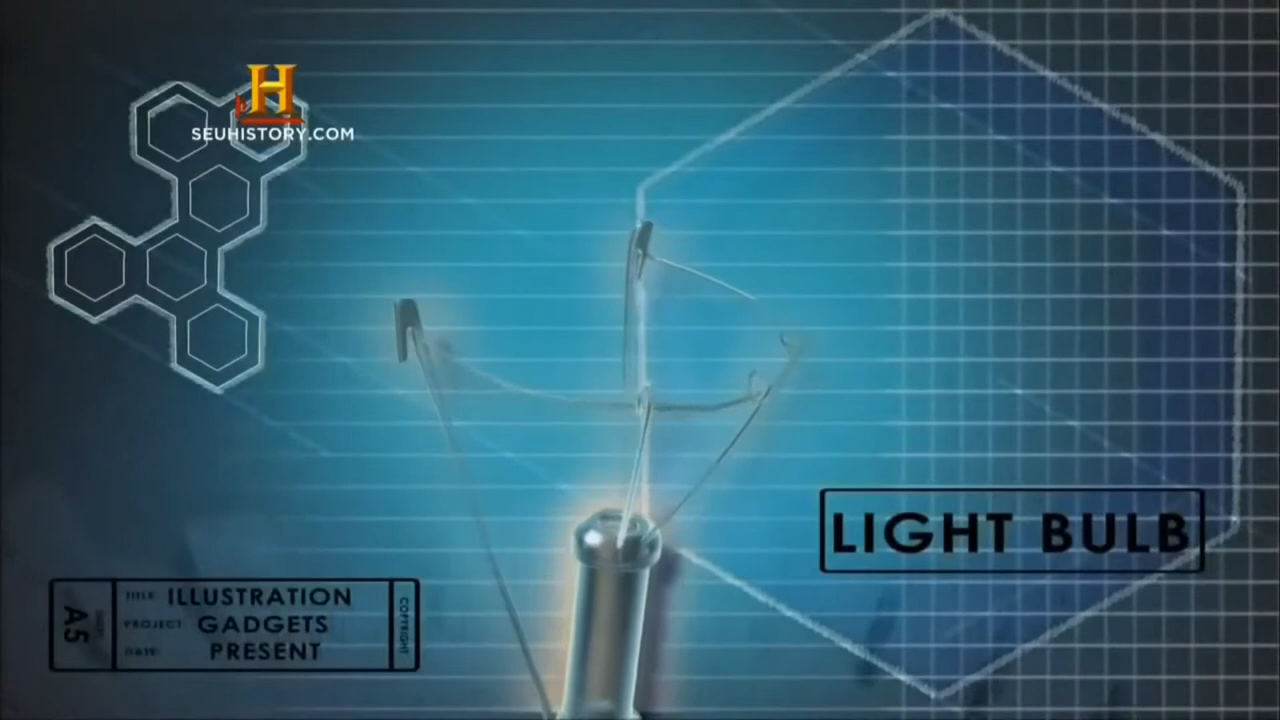 H
SEUHISTORY.COM
LIGHT BULB
A5
TITLE: ILLUSTRATION
PROJECT: GADGETS
DATE: PRESENT
COPYRIGHT